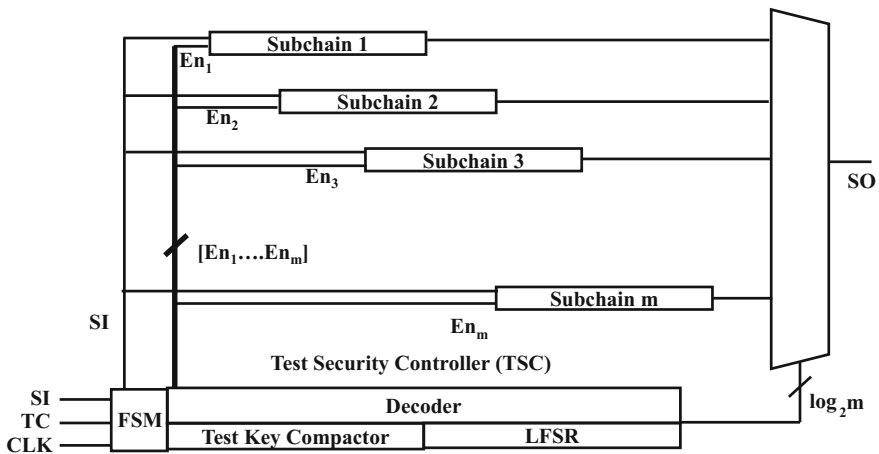 Subchain 1
En₁
Subchain 2
En₂
Subchain 3
En₃
SO
[En₁….Enₘ]
Subchain m
SI
Enₘ
Test Security Controller (TSC)
SI
TC
CLK
FSM
Decoder
log₂m
Test Key Compactor
LFSR